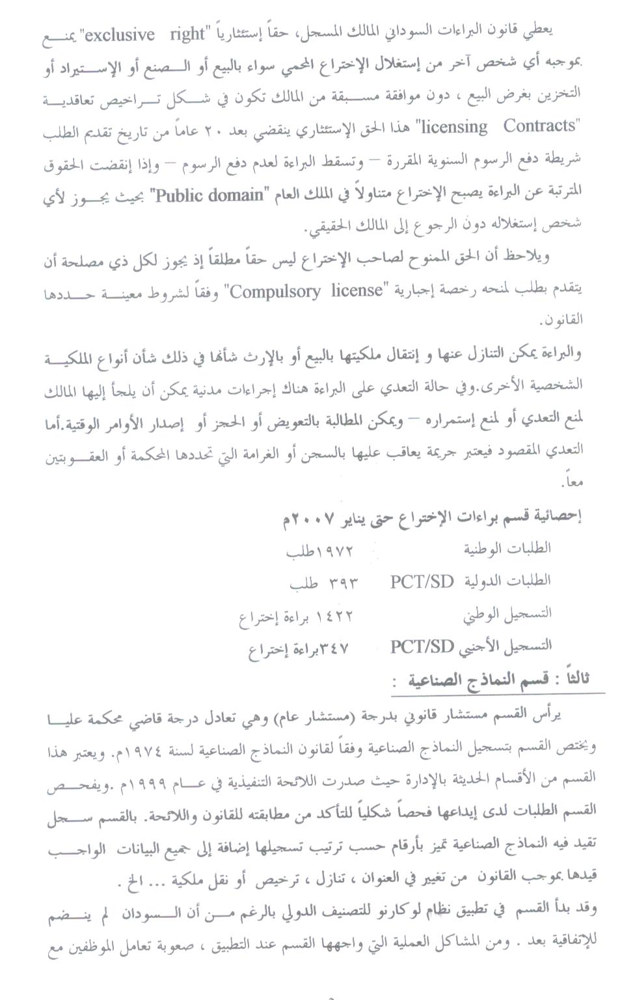 يعطي قانون البراءات السوداني المالك المسجل، حقاً إستئثارياً "exclusive right" يمنع
بموجبه أي شخص آخر من إستغلال الإختراع المحمي سواء بالبيع أو الصنع أو الإستيراد أو
التخزين بغرض البيع ، دون موافقة مسبقة من المالك تكون في شكل تراخيص تعاقدية
"licensing Contracts" هذا الحق الإستئثاري ينقضي بعد ٢٠ عاماً من تاريخ تقديم الطلب
شريطة دفع الرسوم السنوية المقررة – وتسقط البراءة لعدم دفع الرسوم – وإذا إنقضت الحقوق
المترتبة عن البراءة يصبح الإختراع متناولاً في الملك العام "Public domain" بحيث يجوز لأي
شخص إستغلاله دون الرجوع إلى المالك الحقيقي.
ويلاحظ أن الحق الممنوح لصاحب الإختراع ليس حقاً مطلقاً إذ يجوز لكل ذي مصلحة أن
يتقدم بطلب لمنحه رخصة إجبارية "Compulsory license" وفقاً لشروط معينة حددها
القانون.
والبراءة يمكن التنازل عنها و إنتقال ملكيتها بالبيع أو بالإرث شأنها في ذلك شأن أنواع الملكية
الشخصية الأخرى.وفي حالة التعدي على البراءة هناك إجراءات مدنية يمكن أن يلجأ إليها المالك
لمنع التعدي أو لمنع إستمراره – ويمكن المطالبة بالتعويض أو الحجز أو إصدار الأوامر الوقتية.أما
التعدي المقصود فيعتبر جريمة يعاقب عليها بالسجن أو الغرامة التي تحددها المحكمة أو العقوبتين
معاً.
إحصائية قسم براءات الإختراع حتى يناير ٢٠٠٧م
الطلبات الوطنية ١٩٧٢طلب
الطلبات الدولية PCT/SD ٣٩٣ طلب
التسجيل الوطني ١٤٢٢ براءة إختراع
التسجيل الأجنبي PCT/SD ٣٤٧براءة إختراع
ثالثاً : قسم النماذج الصناعية :
يرأس القسم مستشار قانوني بدرجة (مستشار عام) وهي تعادل درجة قاضي محكمة عليا
ويختص القسم بتسجيل النماذج الصناعية وفقاً لقانون النماذج الصناعية لسنة ١٩٧٤م. ويعتبر هذا
القسم من الأقسام الحديثة بالإدارة حيث صدرت اللائحة التنفيذية في عام ١٩٩٩م .ويفحص
القسم الطلبات لدى إيداعها فحصاً شكلياً للتأكد من مطابقته للقانون واللائحة. بالقسم سجل
تقيد فيه النماذج الصناعية تميز بأرقام حسب ترتيب تسجيلها إضافة إلى جميع البيانات الواجب
قيدها بموجب القانون من تغيير في العنوان ، تنازل ، ترخيص أو نقل ملكية ... الخ .
وقد بدأ القسم في تطبيق نظام لوكارنو للتصنيف الدولي بالرغم من أن السودان لم ينضم
للإتفاقية بعد . ومن المشاكل العملية التي واجهها القسم عند التطبيق ، صعوبة تعامل الموظفين مع